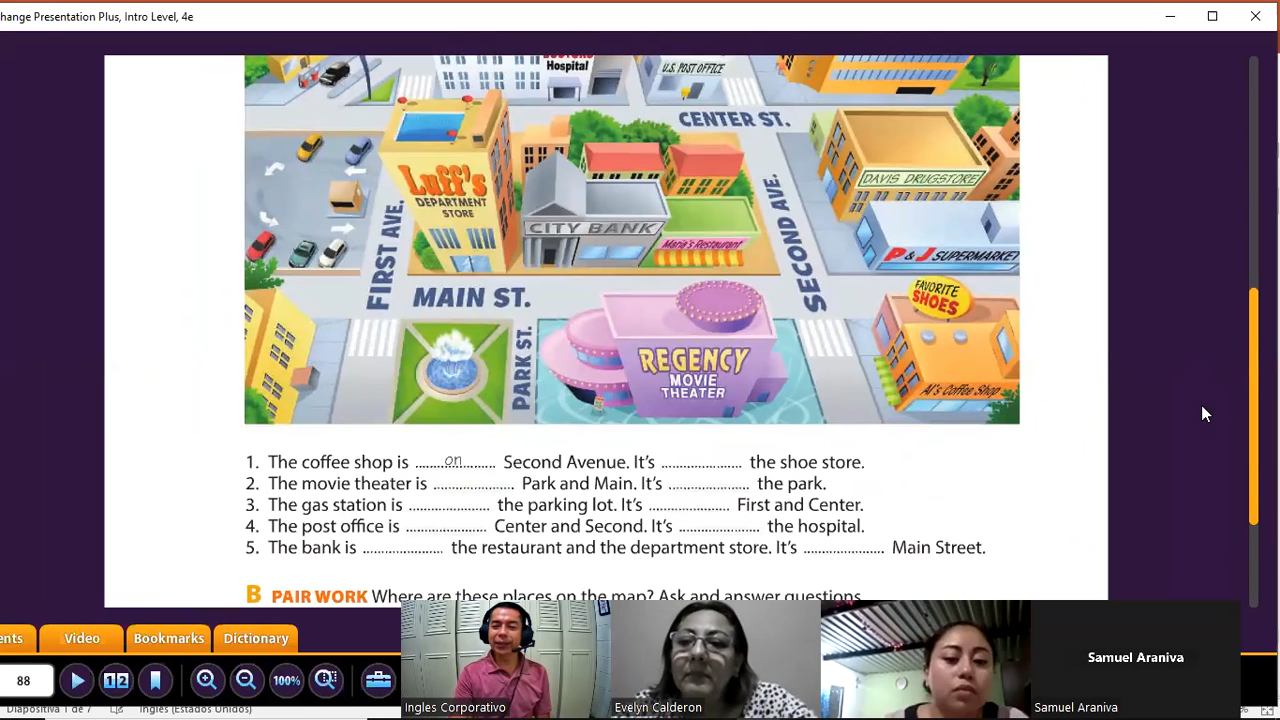 hange Presentation Plus, Intro Level, 4e
Hospital
U.S. POST OFFICE
CENTER ST.
Luff's
DEPARTMENT
STORE
DAVIS DRUGSTORE
CITY BANK
Maria's Restaurant
P & J SUPERMARKET
FIRST AVE.
SECOND AVE.
MAIN ST.
FAVORITE
SHOES
PARK ST.
REGENCY
MOVIE
THEATER
Al's Coffee Shop
1. The coffee shop is ........on........ Second Avenue. It's ..................... the shoe store.
2. The movie theater is ..................... Park and Main. It's ..................... the park.
3. The gas station is ..................... the parking lot. It's ..................... First and Center.
4. The post office is ..................... Center and Second. It's ..................... the hospital.
5. The bank is ..................... the restaurant and the department store. It's ..................... Main Street.
B PAIR WORK Where are these places on the map? Ask and answer questions.
ents Video Bookmarks Dictionary
88 12 100%
Samuel Araniva
Ingles Corporativo Evelyn Calderon Samuel Araniva
Diapositiva 1 de 7 Inglés (Estados Unidos) %